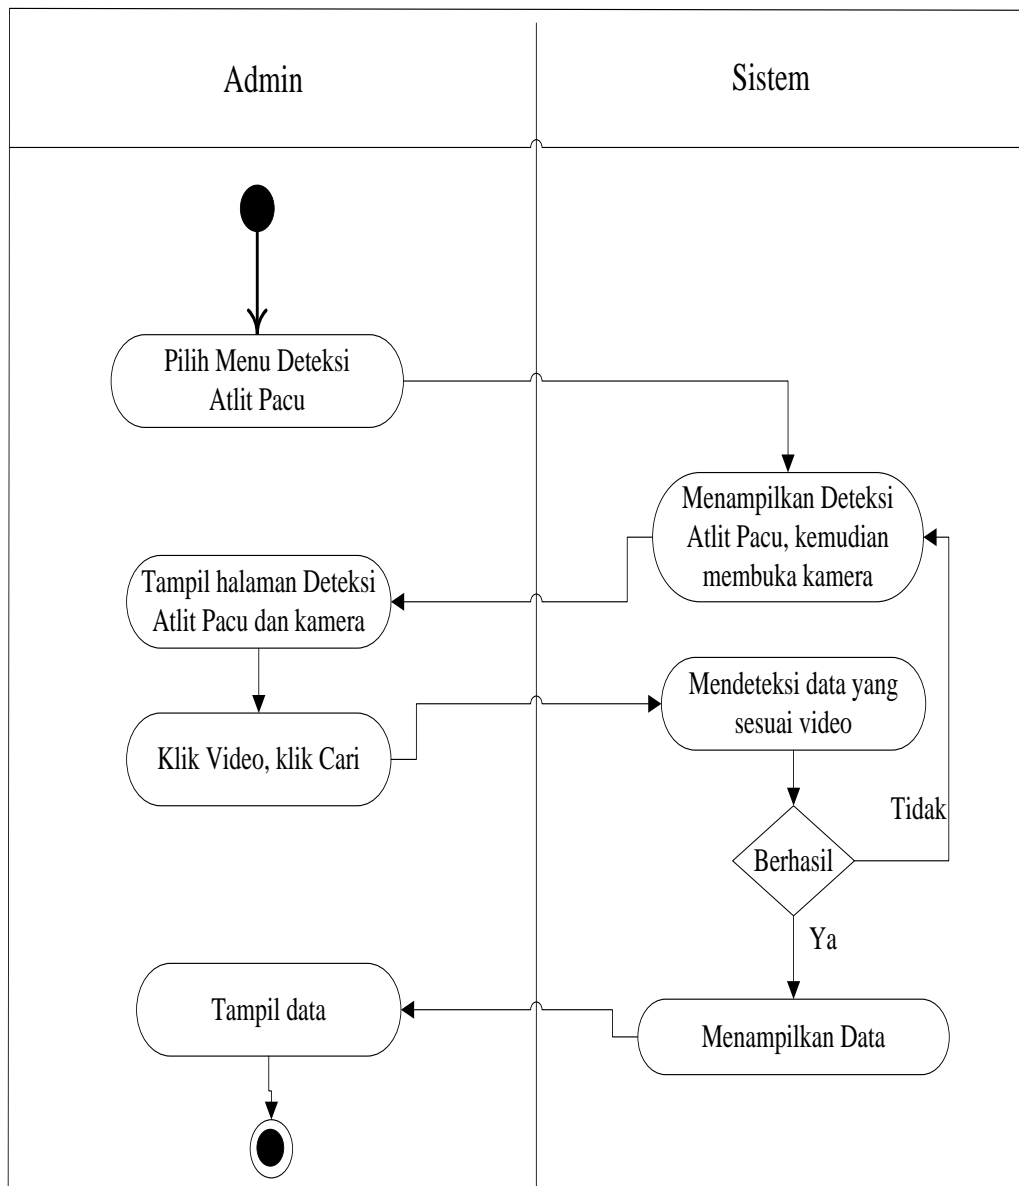 Admin
Sistem
Pilih Menu Deteksi
Atlit Pacu
Menampilkan Deteksi
Atlit Pacu, kemudian
membuka kamera
Tampil halaman Deteksi
Atlit Pacu dan kamera
Klik Video, klik Cari
Mendeteksi data yang
sesuai video
Tidak
Berhasil
Ya
Menampilkan Data
Tampil data